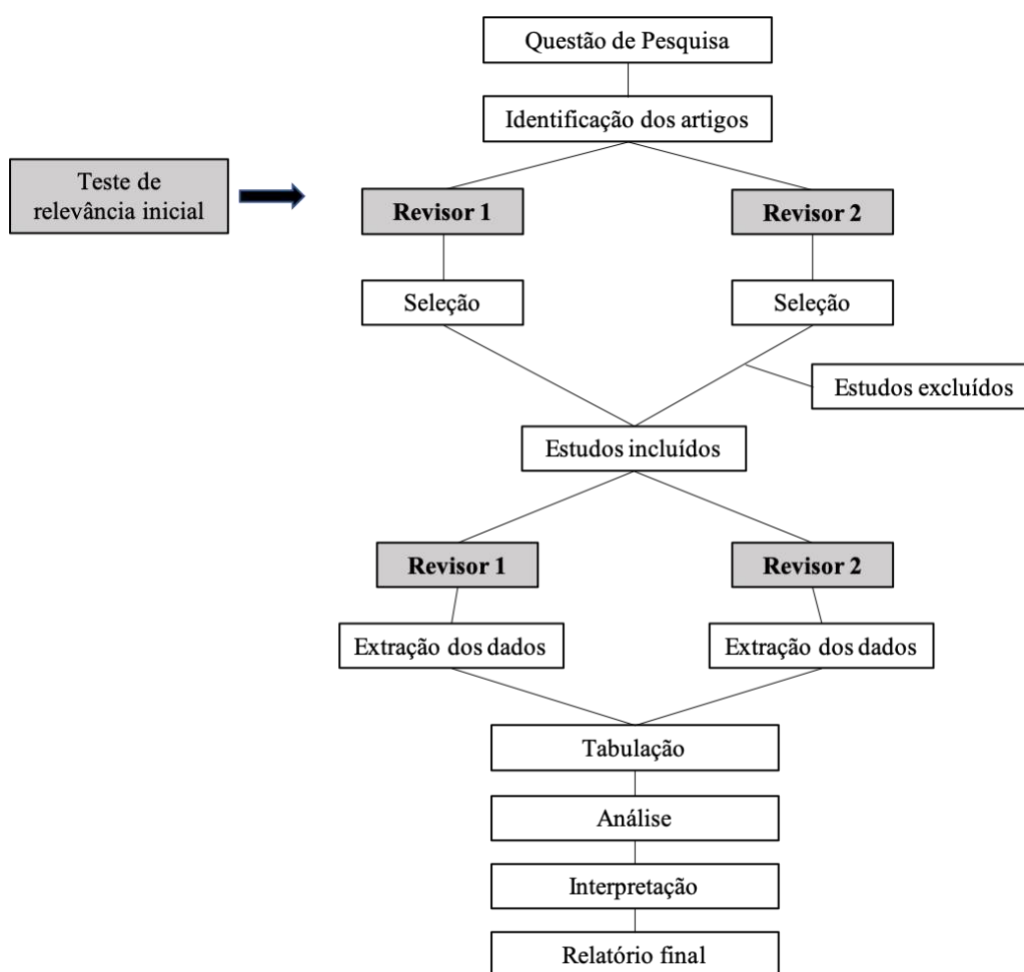 Questão de Pesquisa
Identificação dos artigos
Teste de
relevância inicial
Revisor 1
Revisor 2
Seleção
Seleção
Estudos excluídos
Estudos incluídos
Revisor 1
Revisor 2
Extração dos dados
Extração dos dados
Tabulação
Análise
Interpretação
Relatório final